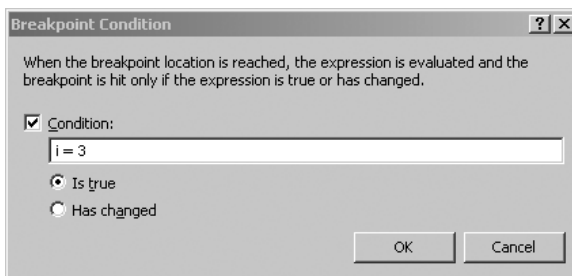 Breakpoint Condition
When the breakpoint location is reached, the expression is evaluated and the
breakpoint is hit only if the expression is true or has changed.
Condition:
i = 3
Is true
Has changed
OK Cancel